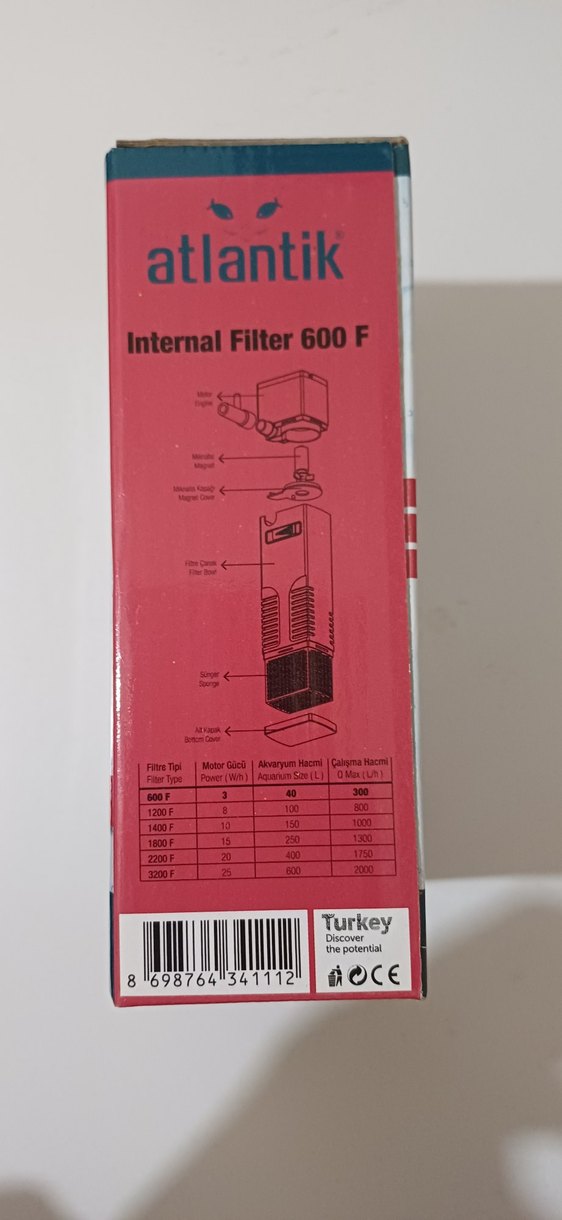 atlantik®
Internal Filter 600 F
Motor
Engine
Mıknatıs
Magnet
Mıknatıs Kapağı
Magnet Cover
Filtre Çanak
Filter Bowl
Sünger
Sponge
Alt Kapak
Bottom Cover
Filtre Tipi Motor Gücü Akvaryum Hacmi Çalışma Hacmi
Filter Type Power ( W/h ) Aquarium Size ( L ) Q Max ( L/h )
600 F 3 40 300
1200 F 8 100 800
1400 F 10 150 1000
1800 F 15 250 1300
2200 F 20 400 1750
3200 F 25 600 2000
8 698764 341112
Turkey
Discover
the potential
CE